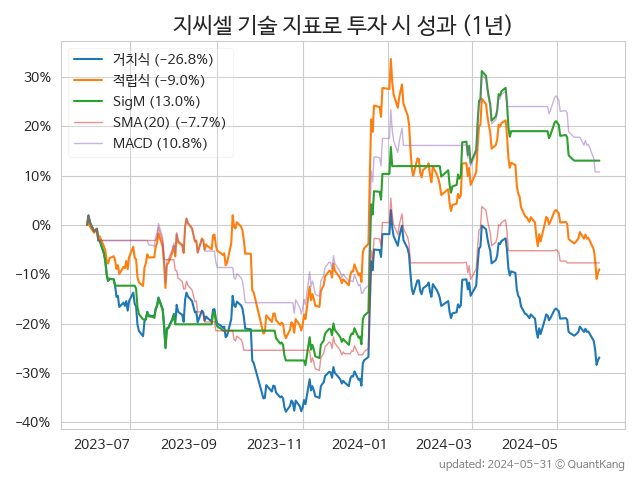 지씨셀 기술 지표로 투자 시 성과 (1년)
거치식 (−26.8%)
적립식 (−9.0%)
SigM (13.0%)
SMA(20) (−7.7%)
MACD (10.8%)
30%
20%
10%
0%
−10%
−20%
−30%
−40%
2023-07 2023-09 2023-11 2024-01 2024-03 2024-05
updated: 2024-05-31 © QuantKang